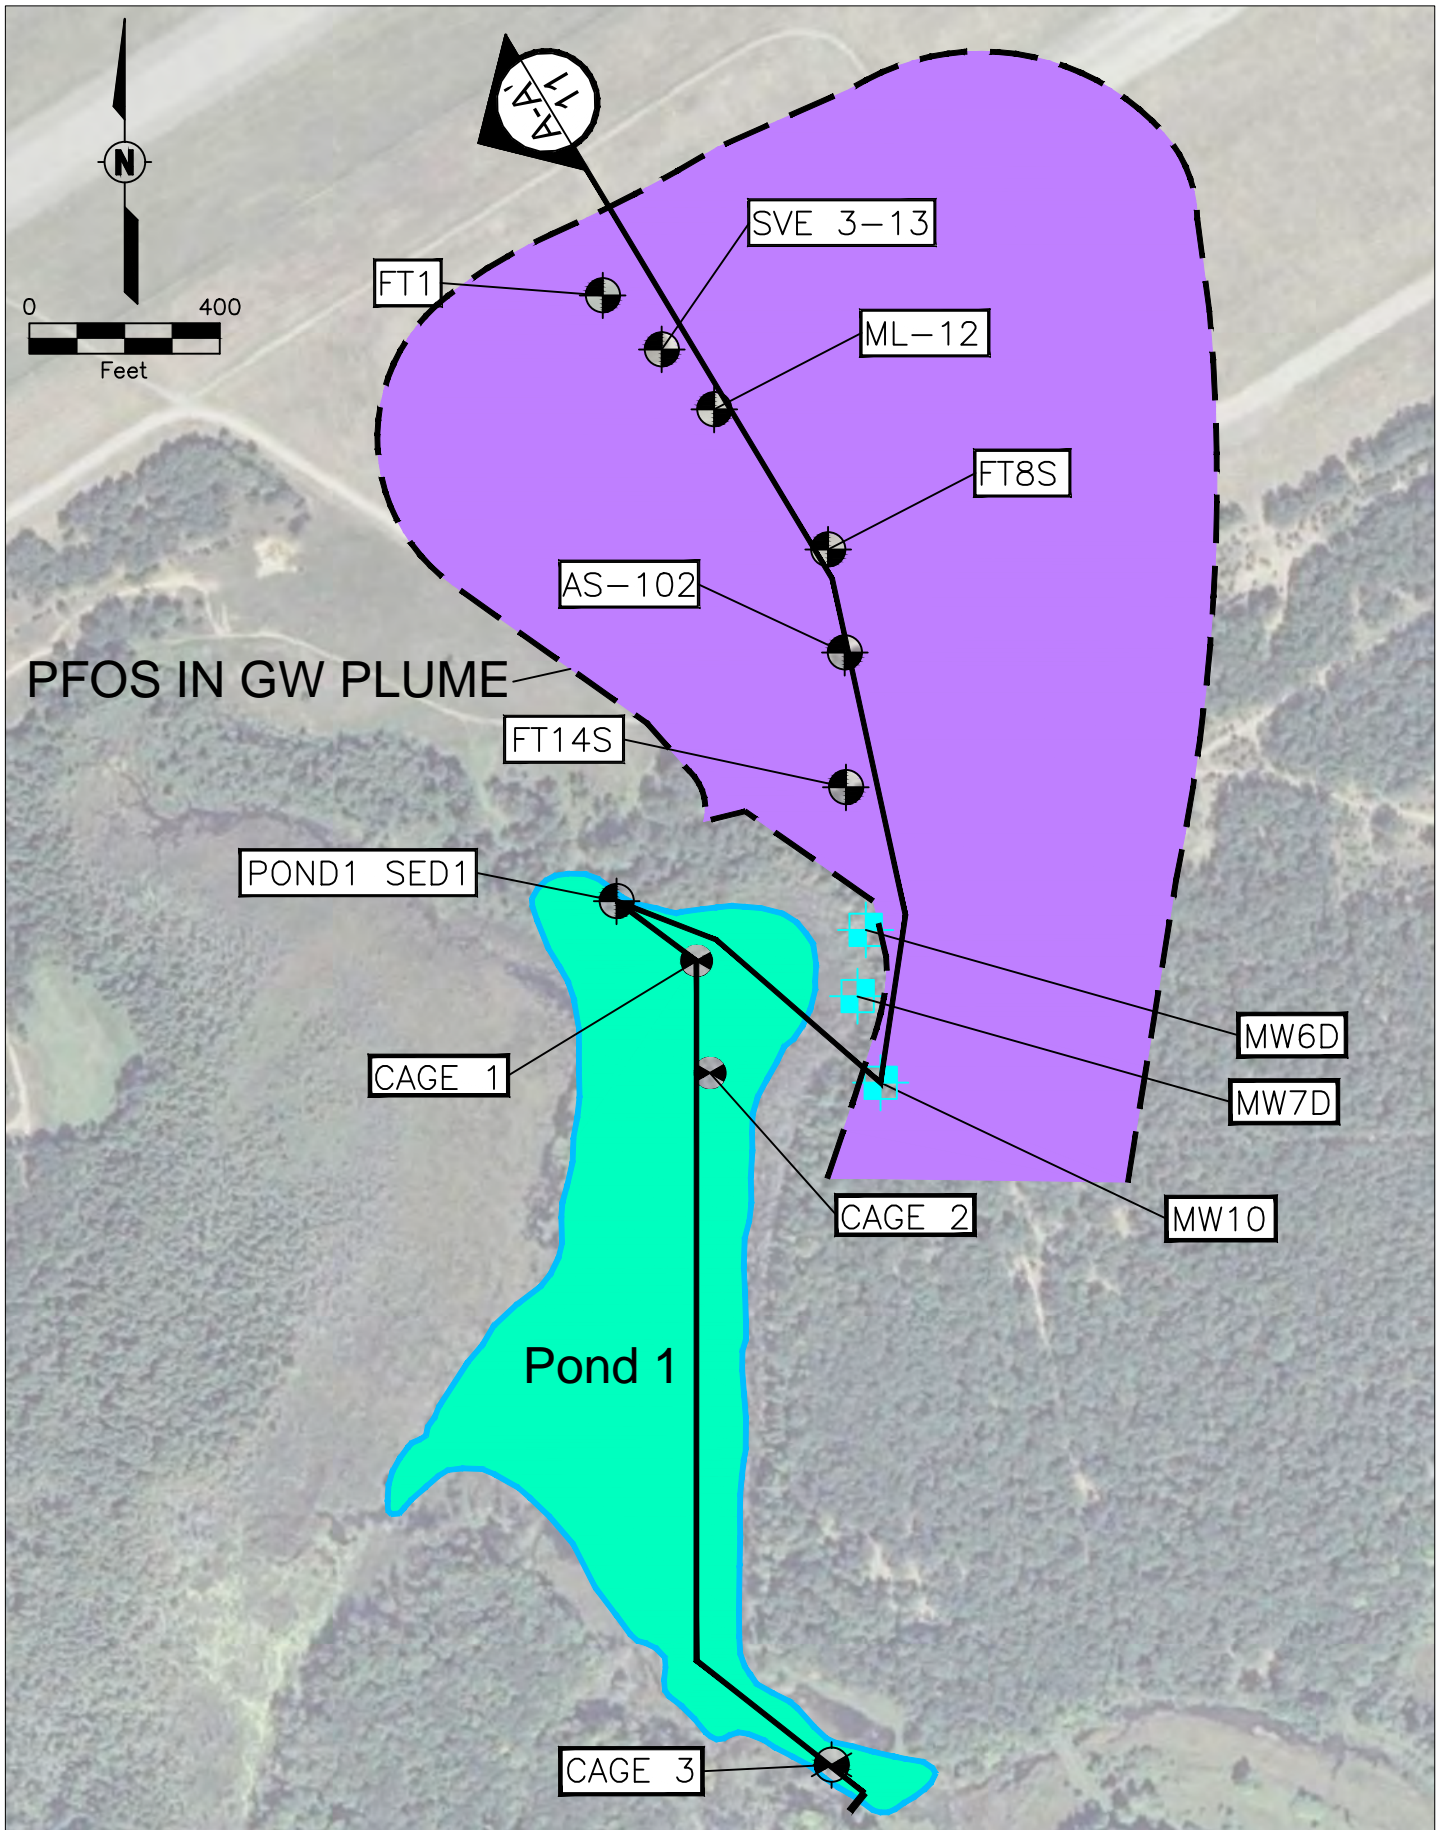 A-A'
11
N
SVE 3-13
FT1
0 400
Feet
ML-12
FT8S
AS-102
PFOS IN GW PLUME
FT14S
POND1 SED1
MW6D
CAGE 1
MW7D
CAGE 2
MW10
Pond 1
CAGE 3